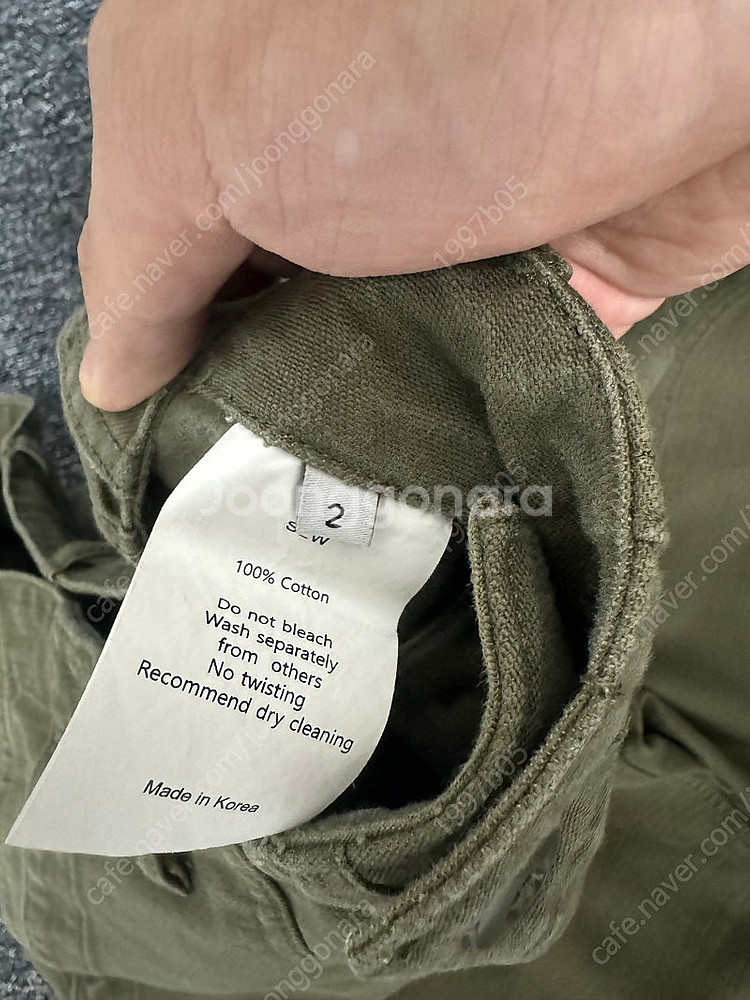 2
100% Cotton
Do not bleach
Wash separately
from others
No twisting
Recommend dry cleaning
Made in Korea
Joonggonara
cafe.naver.com/joonggonara
1997b05